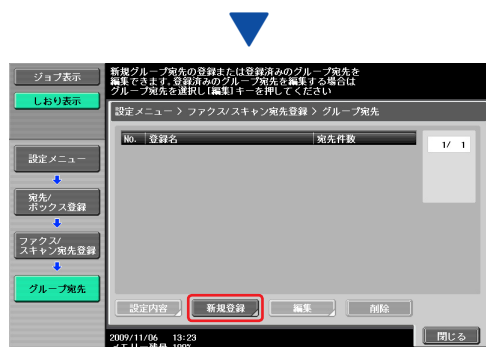 ジョブ表示
しおり表示
新規グループ宛先の登録または登録済みのグループ宛先を
編集できます。登録済みのグループ宛先を編集する場合は
グループ宛先を選択し［編集］キーを押してください
設定メニュー > ファクス/スキャン宛先登録 > グループ宛先
No. 登録名 宛先件数
1/ 1
設定メニュー
宛先/
ボックス登録
ファクス/
スキャン宛先登録
グループ宛先
設定内容 新規登録 編集 削除
2009/11/06 13:23
メモリー残量 100%
閉じる